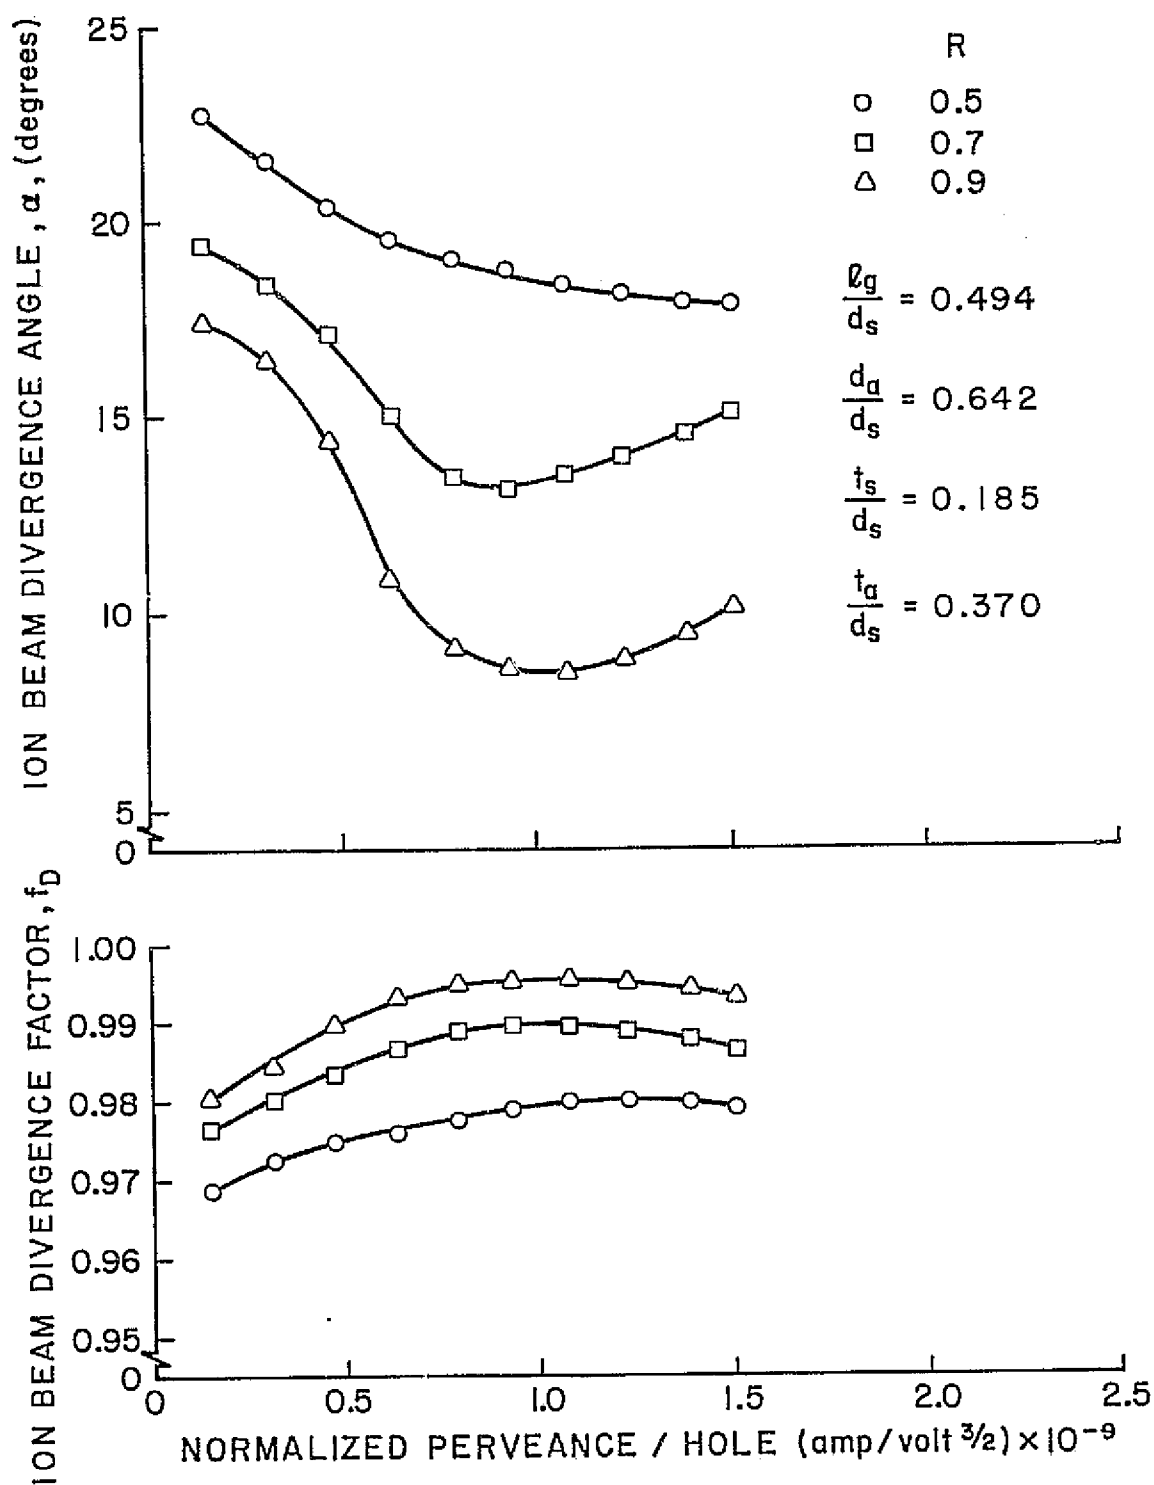 ION BEAM DIVERGENCE ANGLE, α, (degrees)
25
20
15
10
5
0
R
○ 0.5
□ 0.7
△ 0.9
ℓg/ds = 0.494
da/ds = 0.642
ts/ds = 0.185
ta/ds = 0.370
ION BEAM DIVERGENCE FACTOR, fD
1.00
0.99
0.98
0.97
0.96
0.95
0
0 0.5 1.0 1.5 2.0 2.5
NORMALIZED PERVEANCE / HOLE (amp/volt 3/2) × 10⁻⁹